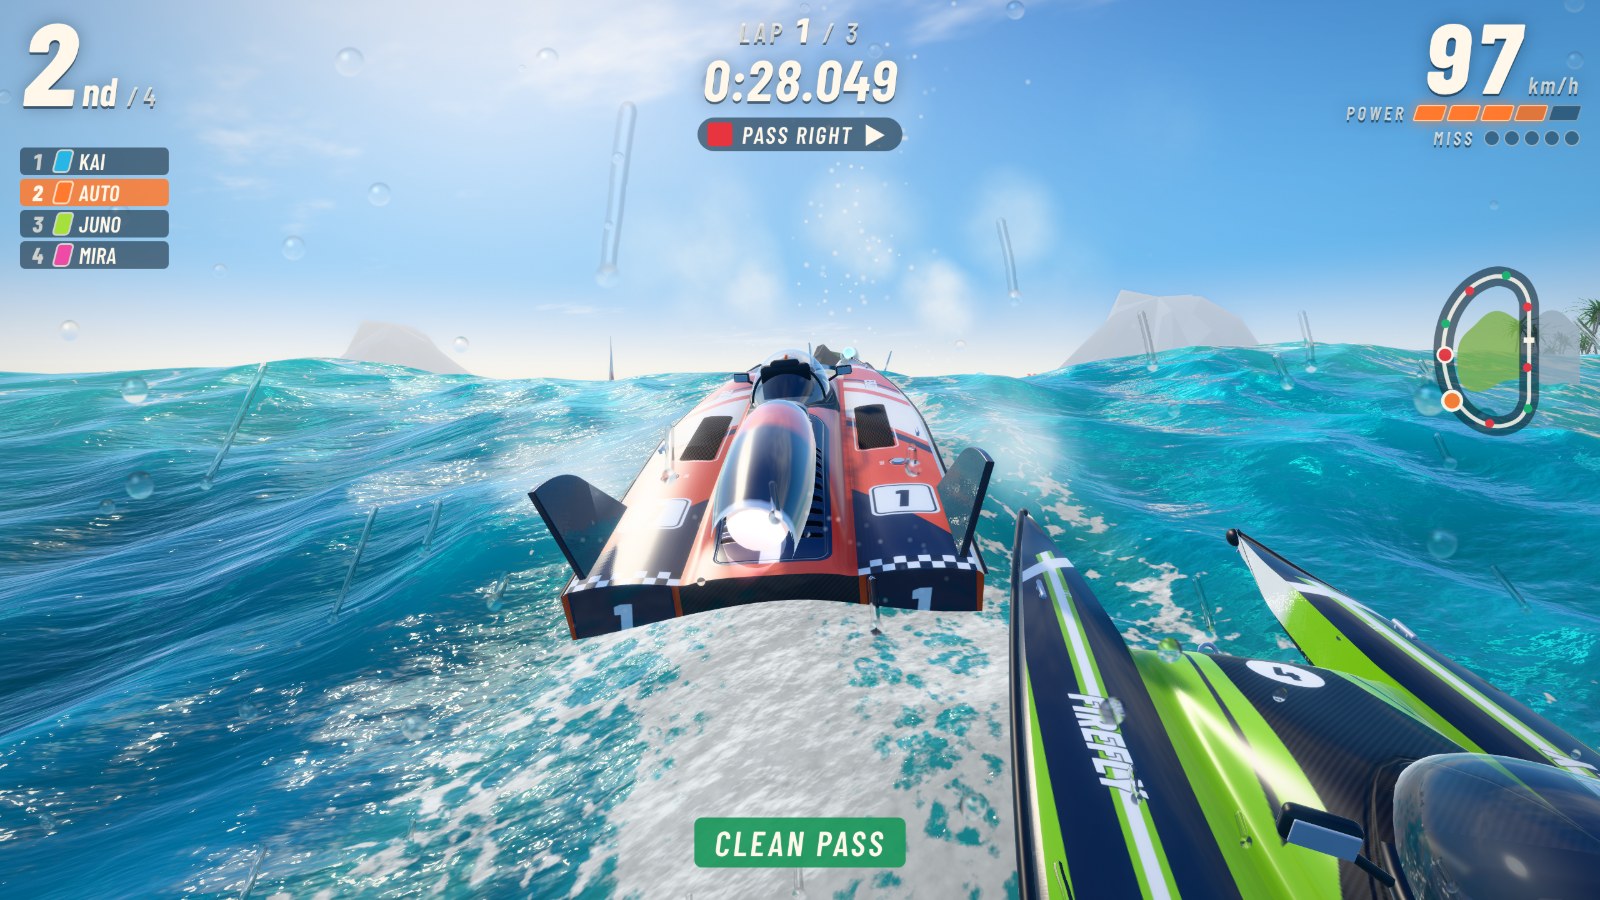 2nd / 4
LAP 1 / 3
0:28.049
PASS RIGHT
97 km/h
POWER
MISS
1 KAI
2 AUTO
3 JUNO
4 MIRA
1
1 1
FIREFLY
CLEAN PASS